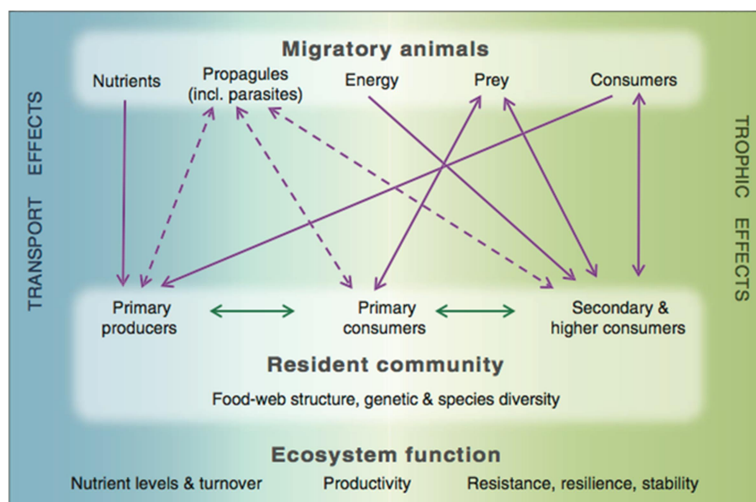 Migratory animals
Nutrients
Propagules
(incl. parasites)
Energy
Prey
Consumers
TRANSPORT EFFECTS
TROPHIC EFFECTS
Primary
producers
Primary
consumers
Secondary &
higher consumers
Resident community
Food-web structure, genetic & species diversity
Ecosystem function
Nutrient levels & turnover
Productivity
Resistance, resilience, stability